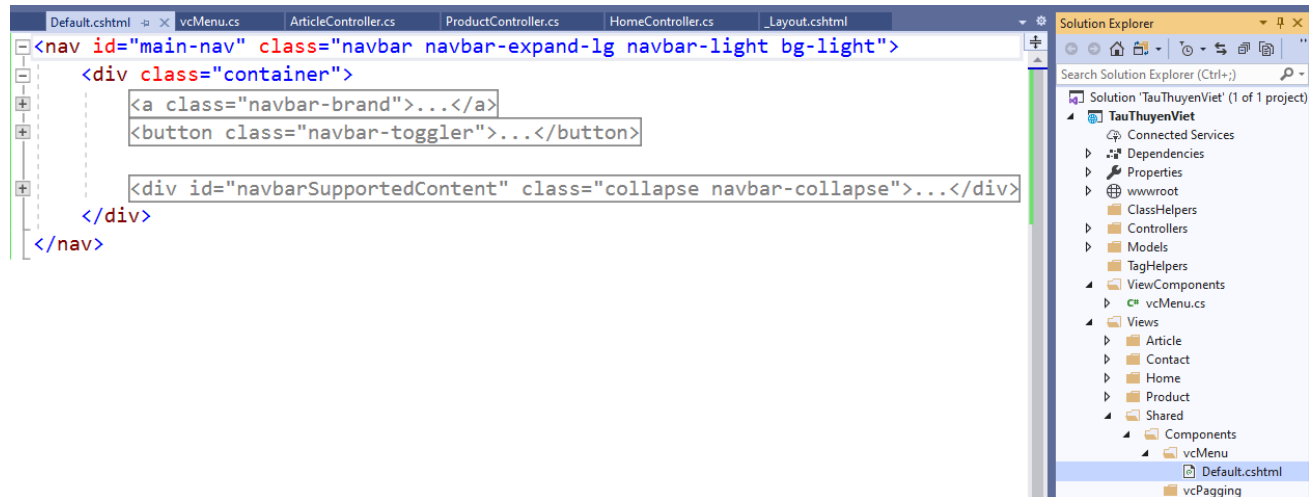 Default.cshtml
vcMenu.cs
ArticleController.cs
ProductController.cs
HomeController.cs
_Layout.cshtml
<nav id="main-nav" class="navbar navbar-expand-lg navbar-light bg-light">
<div class="container">
<a class="navbar-brand">...</a>
<button class="navbar-toggler">...</button>
<div id="navbarSupportedContent" class="collapse navbar-collapse">...</div>
</div>
</nav>
Solution Explorer
Search Solution Explorer (Ctrl+;)
Solution 'TauThuyenViet' (1 of 1 project)
TauThuyenViet
Connected Services
Dependencies
Properties
wwwroot
ClassHelpers
Controllers
Models
TagHelpers
ViewComponents
C# vcMenu.cs
Views
Article
Contact
Home
Product
Shared
Components
vcMenu
Default.cshtml
vcPagging